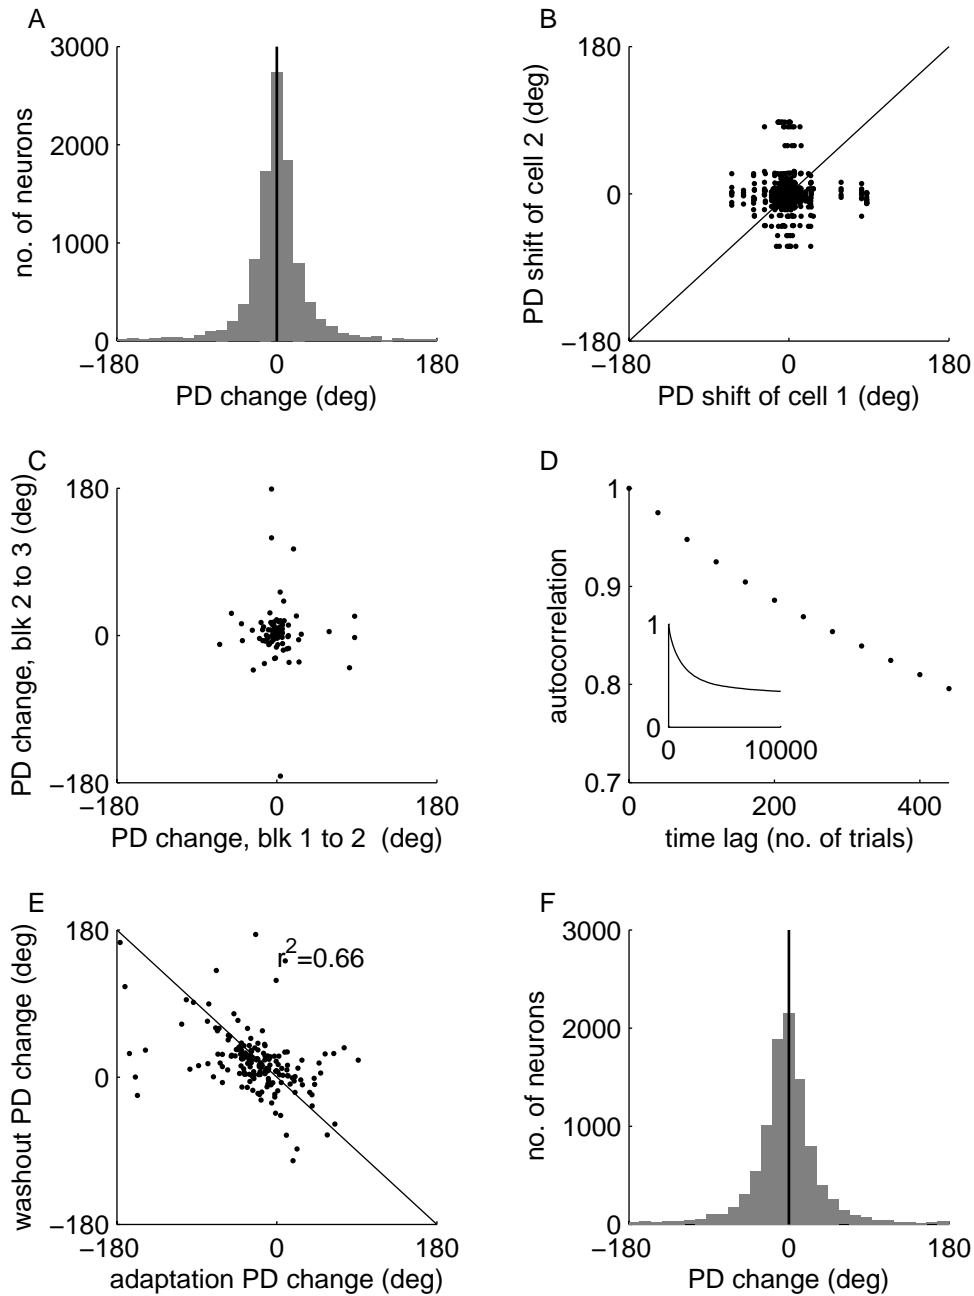 A
3000
2000
1000
0
no. of neurons
−180
0
180
PD change (deg)
B
180
0
−180
PD shift of cell 2 (deg)
−180
0
180
PD shift of cell 1 (deg)
C
180
0
−180
PD change, blk 2 to 3 (deg)
−180
0
180
PD change, blk 1 to 2 (deg)
D
1
0.9
0.8
0.7
autocorrelation
1
0
0
10000
0
200
400
time lag (no. of trials)
E
180
0
−180
washout PD change (deg)
r²=0.66
−180
0
180
adaptation PD change (deg)
F
3000
2000
1000
0
no. of neurons
−180
0
180
PD change (deg)